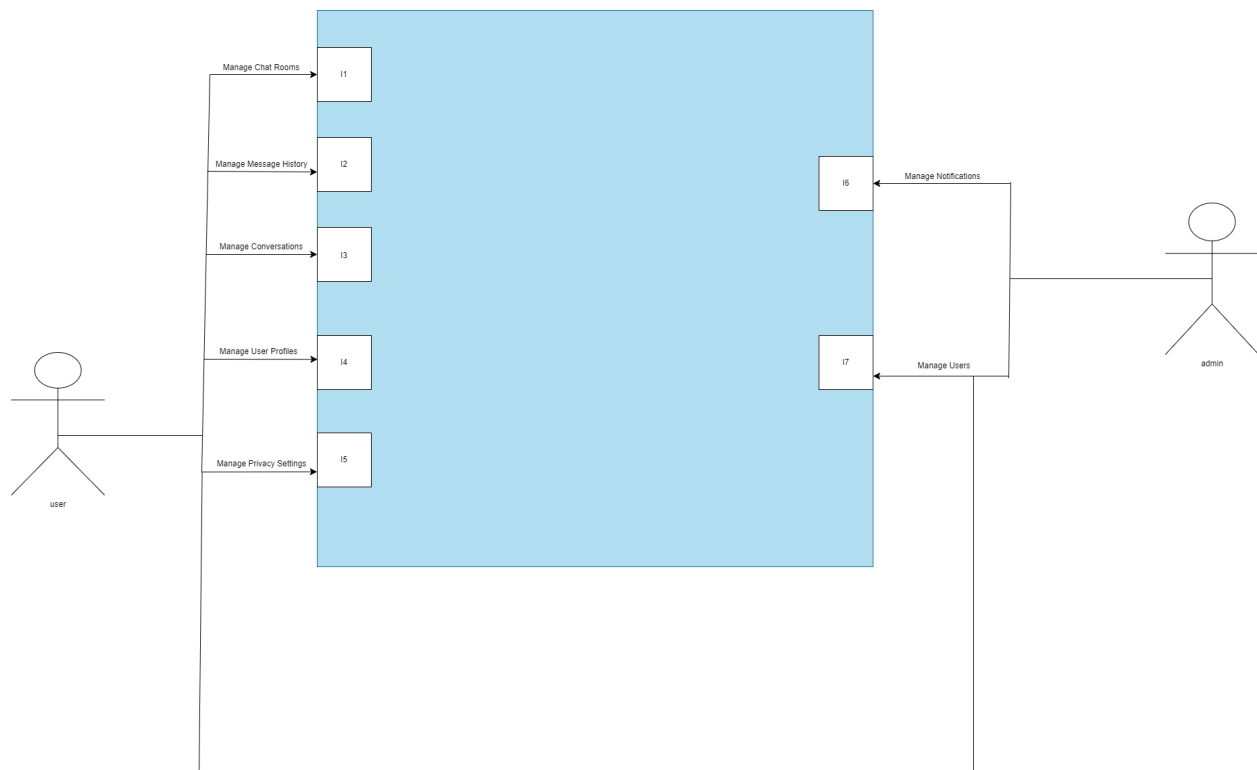 Manage Chat Rooms
I1
Manage Message History
I2
Manage Conversations
I3
Manage User Profiles
I4
Manage Privacy Settings
I5
user
I6
Manage Notifications
I7
Manage Users
admin